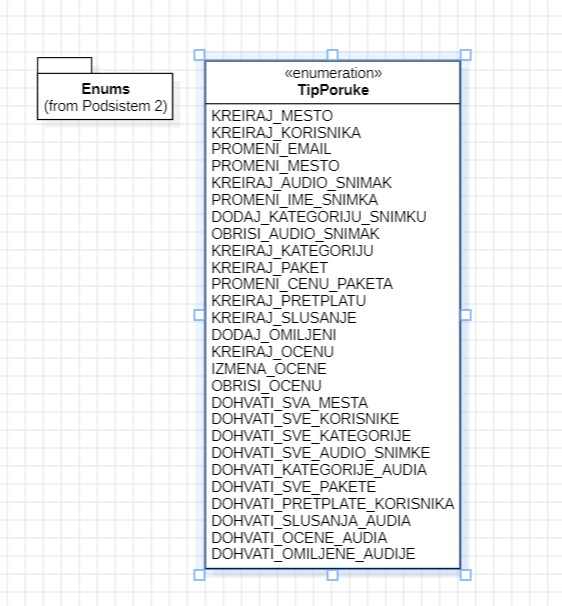 Enums
(from Podsistem 2)
«enumeration»
TipPoruke
KREIRAJ_MESTO
KREIRAJ_KORISNIKA
PROMENI_EMAIL
PROMENI_MESTO
KREIRAJ_AUDIO_SNIMAK
PROMENI_IME_SNIMKA
DODAJ_KATEGORIJU_SNIMKU
OBRISI_AUDIO_SNIMAK
KREIRAJ_KATEGORIJU
KREIRAJ_PAKET
PROMENI_CENU_PAKETA
KREIRAJ_PRETPLATU
KREIRAJ_SLUSANJE
DODAJ_OMILJENI
KREIRAJ_OCENU
IZMENA_OCENE
OBRISI_OCENU
DOHVATI_SVA_MESTA
DOHVATI_SVE_KORISNIKE
DOHVATI_SVE_KATEGORIJE
DOHVATI_SVE_AUDIO_SNIMKE
DOHVATI_KATEGORIJE_AUDIA
DOHVATI_SVE_PAKETE
DOHVATI_PRETPLATE_KORISNIKA
DOHVATI_SLUSANJA_AUDIA
DOHVATI_OCENE_AUDIA
DOHVATI_OMILJENE_AUDIJE